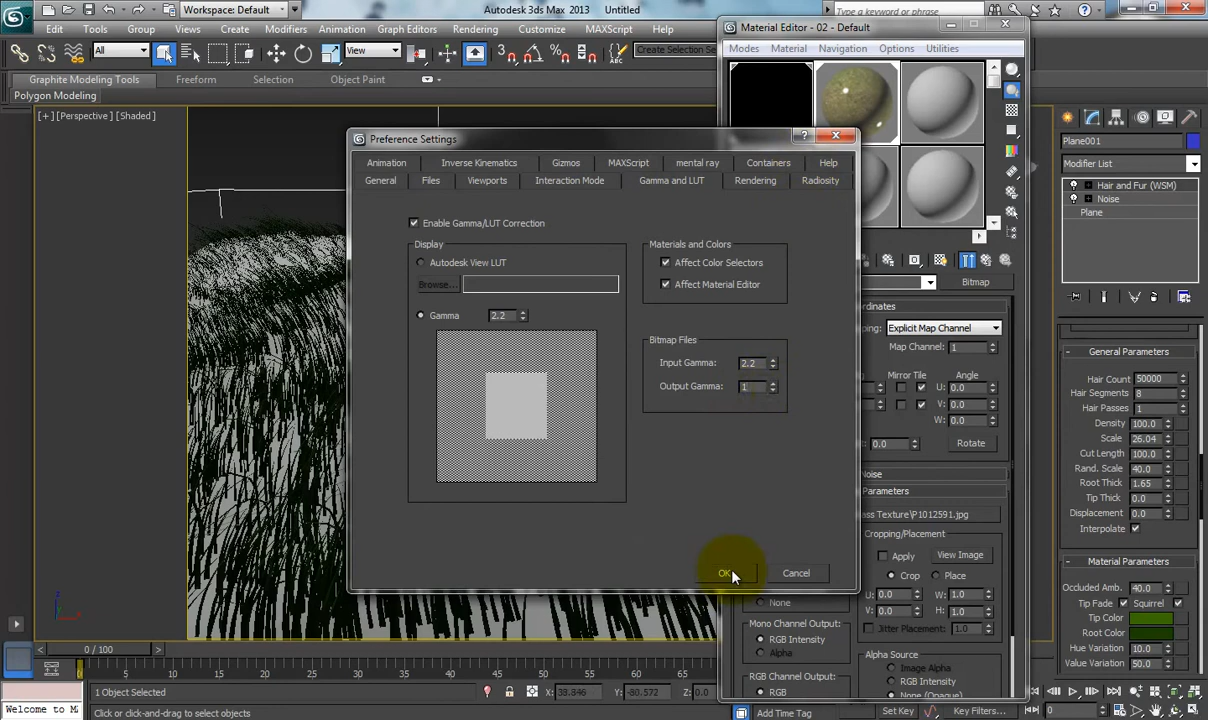 Workspace: Default
Autodesk 3ds Max 2013 Untitled
Type a keyword or phrase
Edit Tools Group Views Create Modifiers Animation Graph Editors Rendering Customize MAXScript Help
All
View
Create Selection Se
Graphite Modeling Tools Freeform Selection Object Paint
Polygon Modeling
[+] [Perspective] [Shaded]
Material Editor - 02 - Default
Modes Material Navigation Options Utilities
Bitmap
Explicit Map Channel
Map Channel: 1
Mirror Tile Angle
U: 0.0
V: 0.0
W: 0.0
0.0
Rotate
Noise
Parameters
ass Texture\P1012591.jpg
Cropping/Placement
Apply View Image
Crop Place
U: 0.0 W: 1.0
V: 0.0 H: 1.0
Jitter Placement: 1.0
None
Mono Channel Output:
RGB Intensity
Alpha
RGB Channel Output:
RGB
Alpha Source
Image Alpha
RGB Intensity
None (Opaque)
Preference Settings
Animation Inverse Kinematics Gizmos MAXScript mental ray Containers Help
General Files Viewports Interaction Mode Gamma and LUT Rendering Radiosity
Enable Gamma/LUT Correction
Display
Autodesk View LUT
Browse...
Gamma 2.2
Materials and Colors
Affect Color Selectors
Affect Material Editor
Bitmap Files
Input Gamma: 2.2
Output Gamma: 1
OK Cancel
Plane001
Modifier List
Hair and Fur (WSM)
Noise
Plane
General Parameters
Hair Count 50000
Hair Segments 8
Hair Passes 1
Density 100.0
Scale 26.04
Cut Length 100.0
Rand. Scale 40.0
Root Thick 1.65
Tip Thick 0.0
Displacement 0.0
Interpolate
Material Parameters
Occluded Amb. 40.0
Tip Fade Squirrel
Tip Color
Root Color
Hue Variation 10.0
Value Variation 50.0
0 / 100
5 10 15 20 25 30 35 40 45 50
1 Object Selected
X: 38.846 Y: -80.572 Z: 0.0
Welcome to M
Click or click-and-drag to select objects
Add Time Tag
Set Key Key Filters...
0